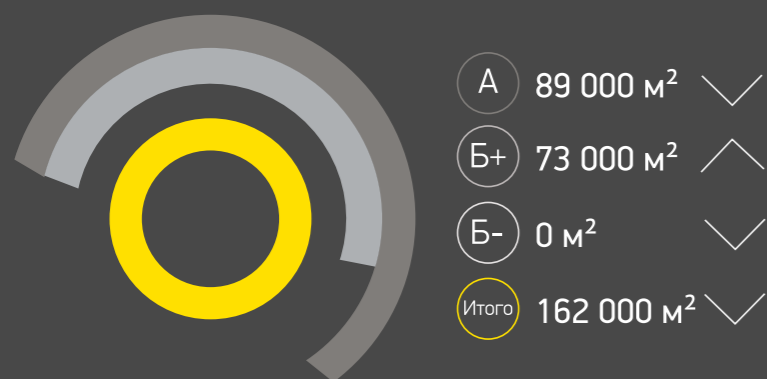 А 89 000 м²
Б+ 73 000 м²
Б- 0 м²
Итого 162 000 м²